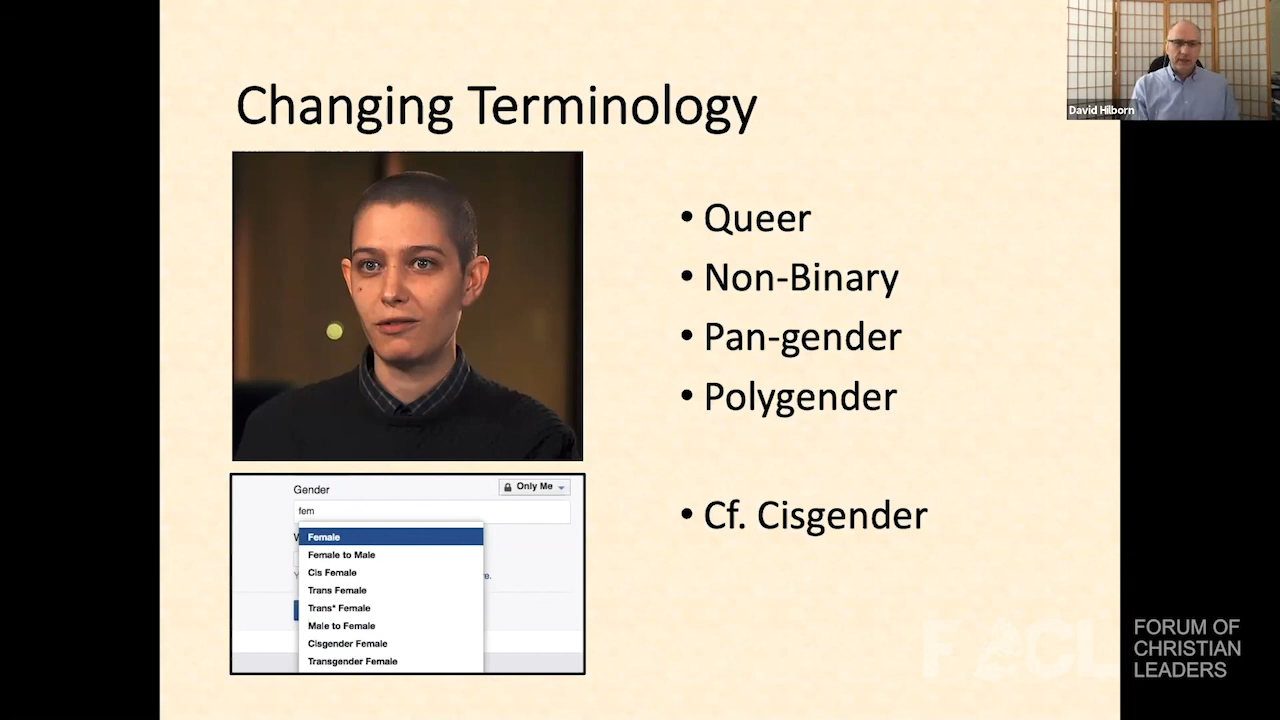 David Hilborn
Changing Terminology
• Queer
• Non-Binary
• Pan-gender
• Polygender
• Cf. Cisgender
Gender
Only Me
fem
Female
Female to Male
Cis Female
Trans Female
Trans* Female
Male to Female
Cisgender Female
Transgender Female
FORUM OF
CHRISTIAN
LEADERS